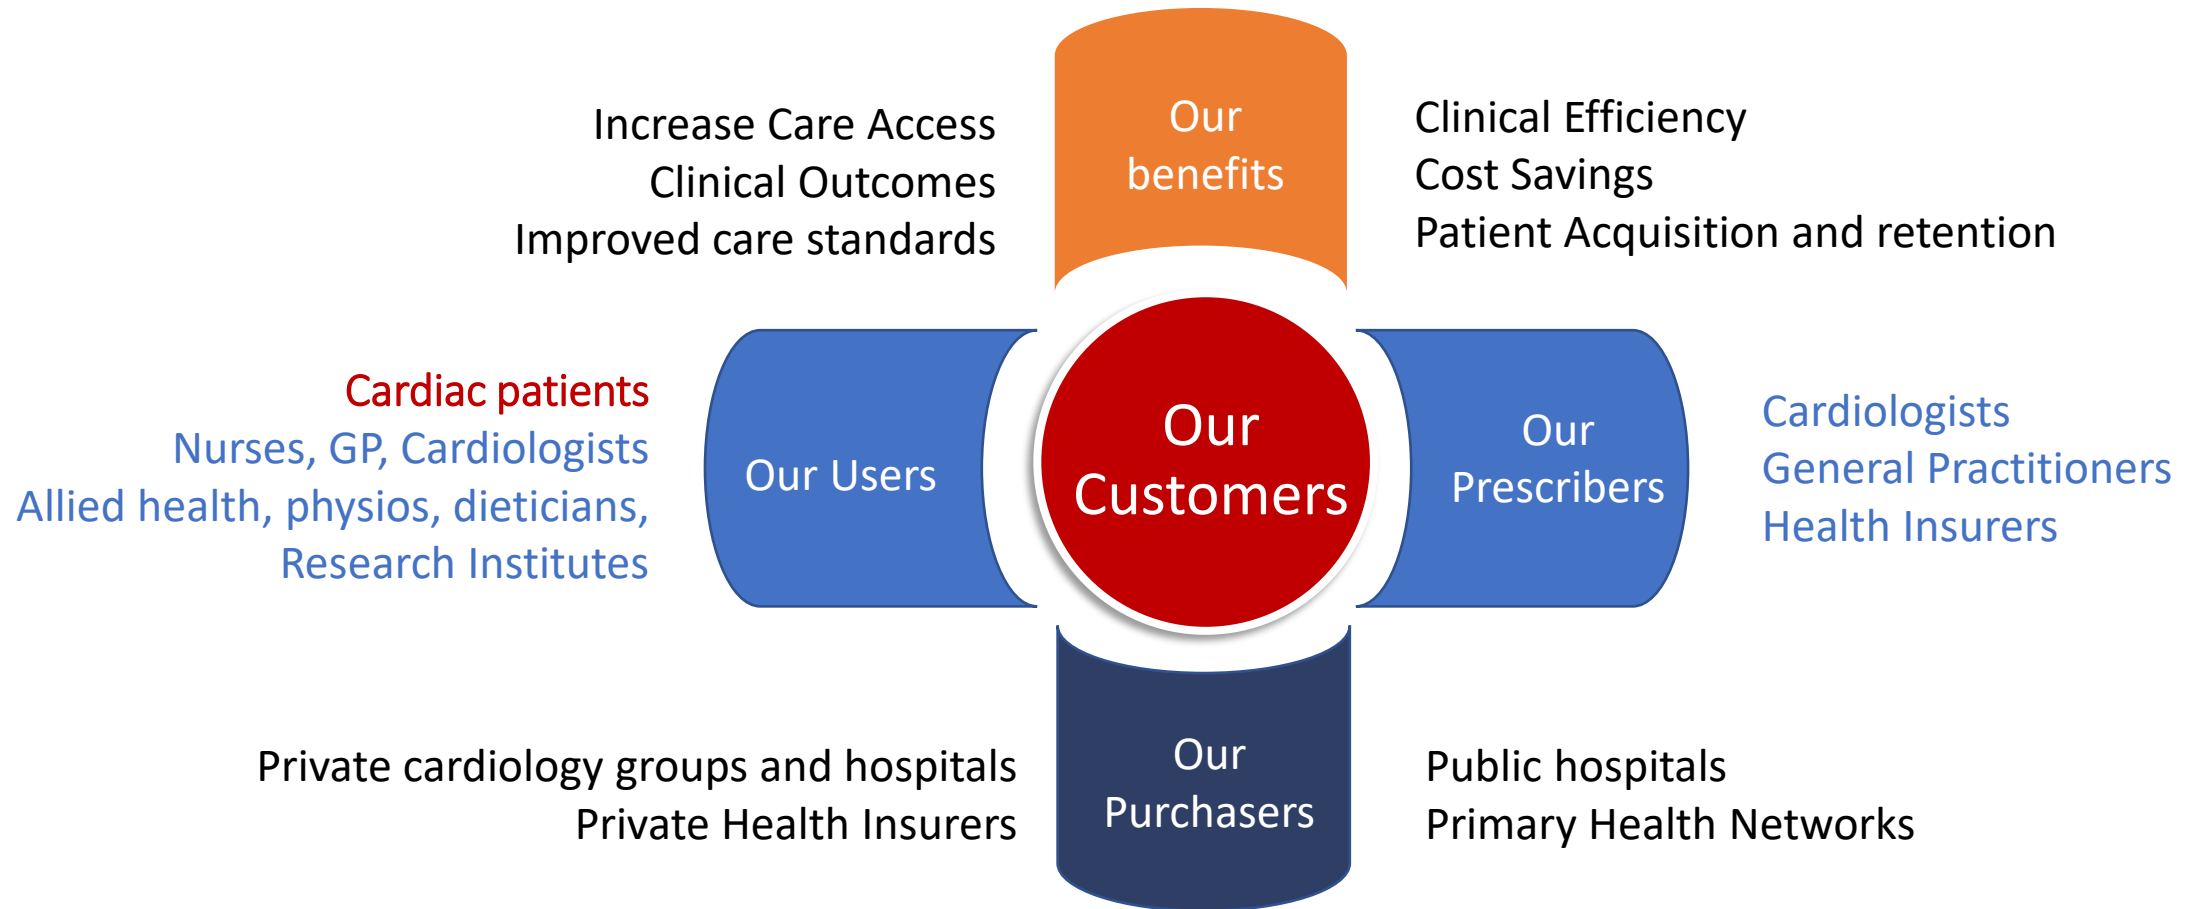 Increase Care Access
Clinical Outcomes
Improved care standards
Our
benefits
Clinical Efficiency
Cost Savings
Patient Acquisition and retention
Cardiac patients
Nurses, GP, Cardiologists
Allied health, physios, dieticians,
Research Institutes
Our Users
Our
Customers
Our
Prescribers
Cardiologists
General Practitioners
Health Insurers
Private cardiology groups and hospitals
Private Health Insurers
Our
Purchasers
Public hospitals
Primary Health Networks